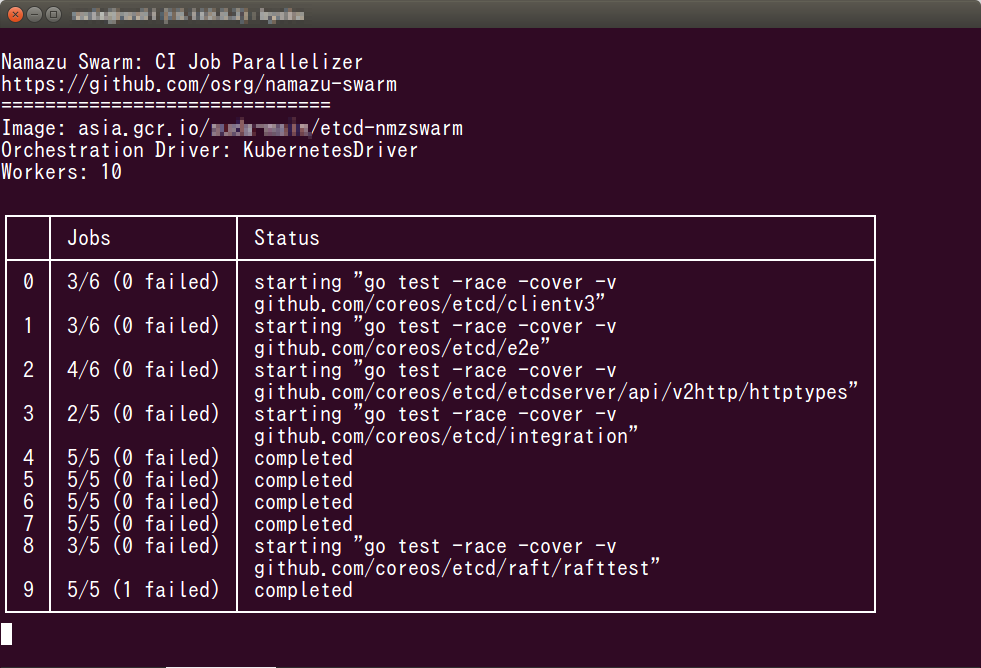 Namazu Swarm: CI Job Parallelizer
https://github.com/osrg/namazu-swarm
==============================
Image: asia.gcr.io/ /etcd-nmzswarm
Orchestration Driver: KubernetesDriver
Workers: 10
Jobs Status
0 3/6 (0 failed) starting "go test -race -cover -v
github.com/coreos/etcd/clientv3"
1 3/6 (0 failed) starting "go test -race -cover -v
github.com/coreos/etcd/e2e"
2 4/6 (0 failed) starting "go test -race -cover -v
github.com/coreos/etcd/etcdserver/api/v2http/httptypes"
3 2/5 (0 failed) starting "go test -race -cover -v
github.com/coreos/etcd/integration"
4 5/5 (0 failed) completed
5 5/5 (0 failed) completed
6 5/5 (0 failed) completed
7 5/5 (0 failed) completed
8 3/5 (0 failed) starting "go test -race -cover -v
github.com/coreos/etcd/raft/rafttest"
9 5/5 (1 failed) completed